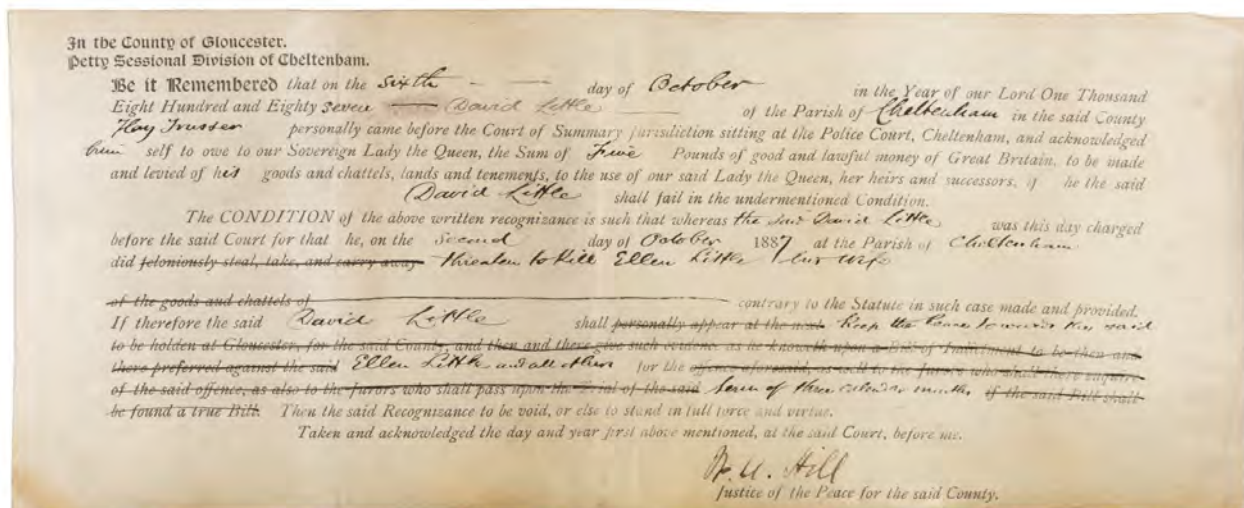 In the County of Gloucester.
Petty Sessional Division of Cheltenham.
Be it Remembered that on the Sixth day of October in the Year of our Lord One Thousand
Eight Hundred and Eighty seven David Little of the Parish of Cheltenham in the said County
Hay Trusser personally came before the Court of Summary Jurisdiction sitting at the Police Court, Cheltenham, and acknowledged
him self to owe to our Sovereign Lady the Queen, the Sum of Five Pounds of good and lawful money of Great Britain, to be made
and levied of his goods and chattels, lands and tenements, to the use of our said Lady the Queen, her heirs and successors, if he the said
David Little shall fail in the undermentioned Condition.
The CONDITION of the above written recognizance is such that whereas the said David Little was this day charged
before the said Court for that he, on the second day of October 1887 at the Parish of Cheltenham
did feloniously steal, take, and carry away threaten to kill Ellen Little his wife
of the goods and chattels of contrary to the Statute in such case made and provided.
If therefore the said David Little shall personally appear at the next Keep the Peace towards the said
to be holden at Gloucester, for the said County, and then and there give such evidence as he knoweth upon a Bill of Indictment to be then and
there preferred against the said Ellen Little and all others for the offence aforesaid, as well to the Jurors who shall there enquire
of the said offence, as also to the Jurors who shall pass upon the Trial of the said term of three calendar months if the said Bill shall
be found a true Bill. Then the said Recognizance to be void, or else to stand in full force and virtue.
Taken and acknowledged the day and year first above mentioned, at the said Court, before me.
Hill
Justice of the Peace for the said County.